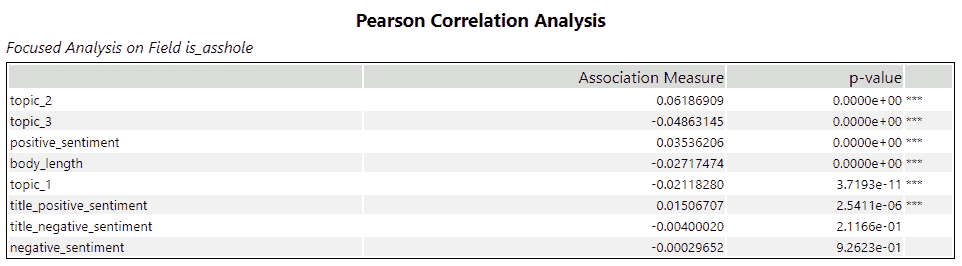 Pearson Correlation Analysis
Focused Analysis on Field is_asshole
Association Measure p-value
topic_2 0.06186909 0.0000e+00 ***
topic_3 -0.04863145 0.0000e+00 ***
positive_sentiment 0.03536206 0.0000e+00 ***
body_length -0.02717474 0.0000e+00 ***
topic_1 -0.02118280 3.7193e-11 ***
title_positive_sentiment 0.01506707 2.5411e-06 ***
title_negative_sentiment -0.00400020 2.1166e-01
negative_sentiment -0.00029652 9.2623e-01